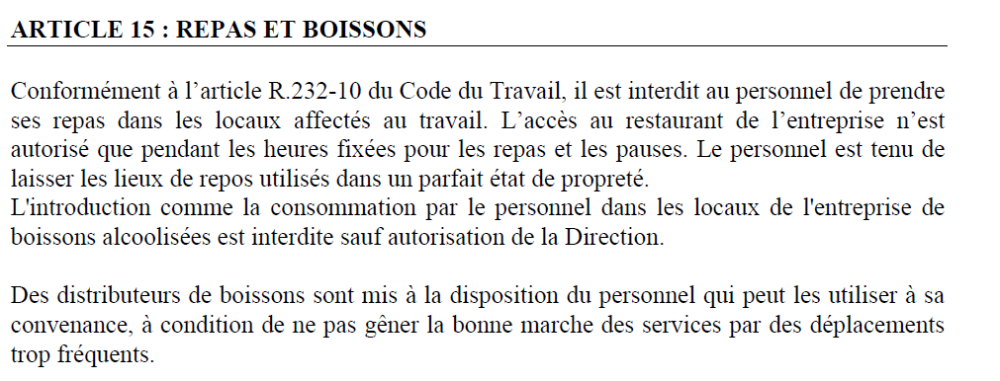 ARTICLE 15 : REPAS ET BOISSONS
Conformément à l’article R.232-10 du Code du Travail, il est interdit au personnel de prendre
ses repas dans les locaux affectés au travail. L’accès au restaurant de l’entreprise n’est
autorisé que pendant les heures fixées pour les repas et les pauses. Le personnel est tenu de
laisser les lieux de repos utilisés dans un parfait état de propreté.
L'introduction comme la consommation par le personnel dans les locaux de l'entreprise de
boissons alcoolisées est interdite sauf autorisation de la Direction.
Des distributeurs de boissons sont mis à la disposition du personnel qui peut les utiliser à sa
convenance, à condition de ne pas gêner la bonne marche des services par des déplacements
trop fréquents.